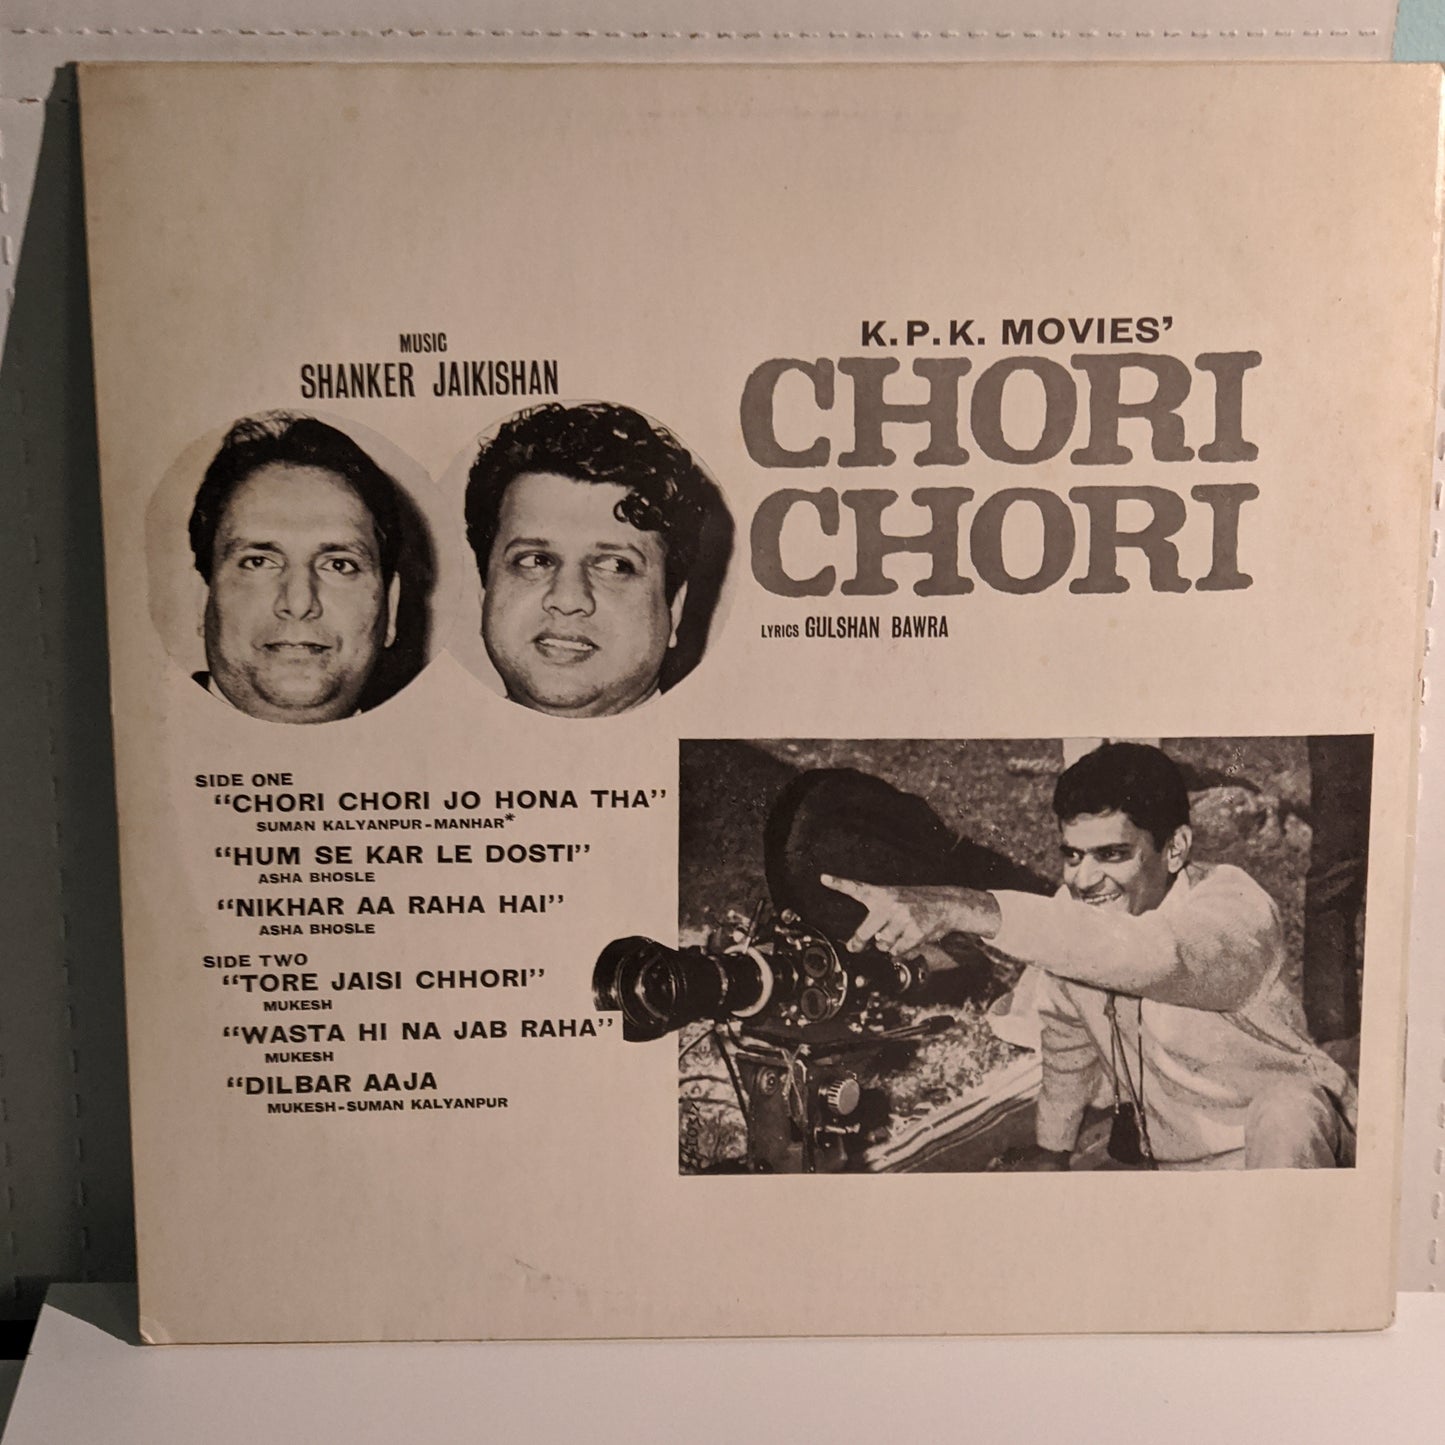 MUSIC
SHANKER JAIKISHAN
K.P.K. MOVIES’
CHORI
CHORI
LYRICS GULSHAN BAWRA
SIDE ONE
“CHORI CHORI JO HONA THA”
SUMAN KALYANPUR-MANHAR*
“HUM SE KAR LE DOSTI”
ASHA BHOSLE
“NIKHAR AA RAHA HAI”
ASHA BHOSLE
SIDE TWO
“TORE JAISI CHHORI”
MUKESH
“WASTA HI NA JAB RAHA”
MUKESH
“DILBAR AAJA
MUKESH-SUMAN KALYANPUR